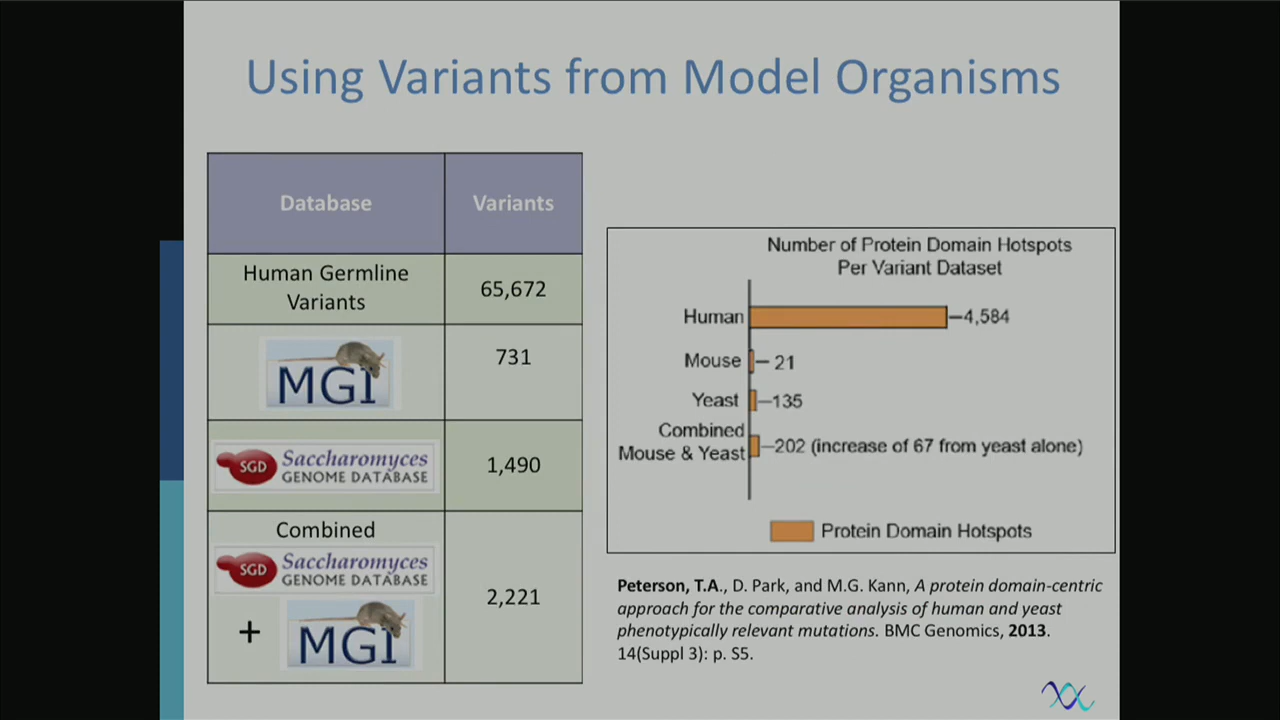 Using Variants from Model Organisms
Database
Variants
Human Germline
Variants
65,672
MGI
731
SGD
Saccharomyces
GENOME DATABASE
1,490
Combined
SGD
Saccharomyces
GENOME DATABASE
+
MGI
2,221
Number of Protein Domain Hotspots
Per Variant Dataset
Human
4,584
Mouse
21
Yeast
135
Combined
Mouse & Yeast
202 (increase of 67 from yeast alone)
Protein Domain Hotspots
Peterson, T.A., D. Park, and M.G. Kann, A protein domain-centric
approach for the comparative analysis of human and yeast
phenotypically relevant mutations. BMC Genomics, 2013.
14(Suppl 3): p. S5.